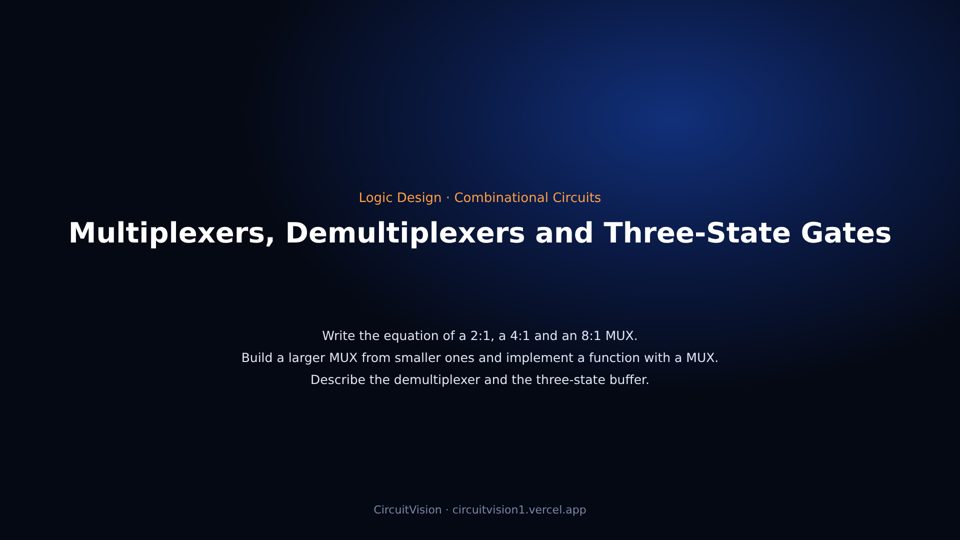 Logic Design · Combinational Circuits
Multiplexers, Demultiplexers and Three-State Gates
Write the equation of a 2:1, a 4:1 and an 8:1 MUX.
Build a larger MUX from smaller ones and implement a function with a MUX.
Describe the demultiplexer and the three-state buffer.
CircuitVision · circuitvision1.vercel.app